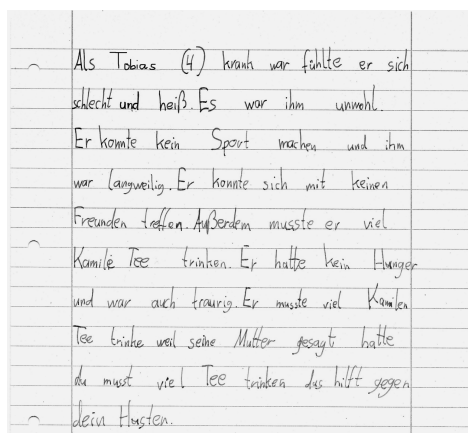 Als Tobias (4) krank war fühlte er sich
schlecht und heiß. Es war ihm unwohl.
Er konnte kein Sport machen und ihm
war langweilig. Er konnte sich mit keinen
Freunden treffen. Außerdem musste er viel
Kamile Tee trinken. Er hatte kein Hunger
und war auch traurig. Er musste viel Kamilen
Tee trinke weil seine Mutter gesagt hatte
du musst viel Tee trinken das hilft gegen
dein Husten.